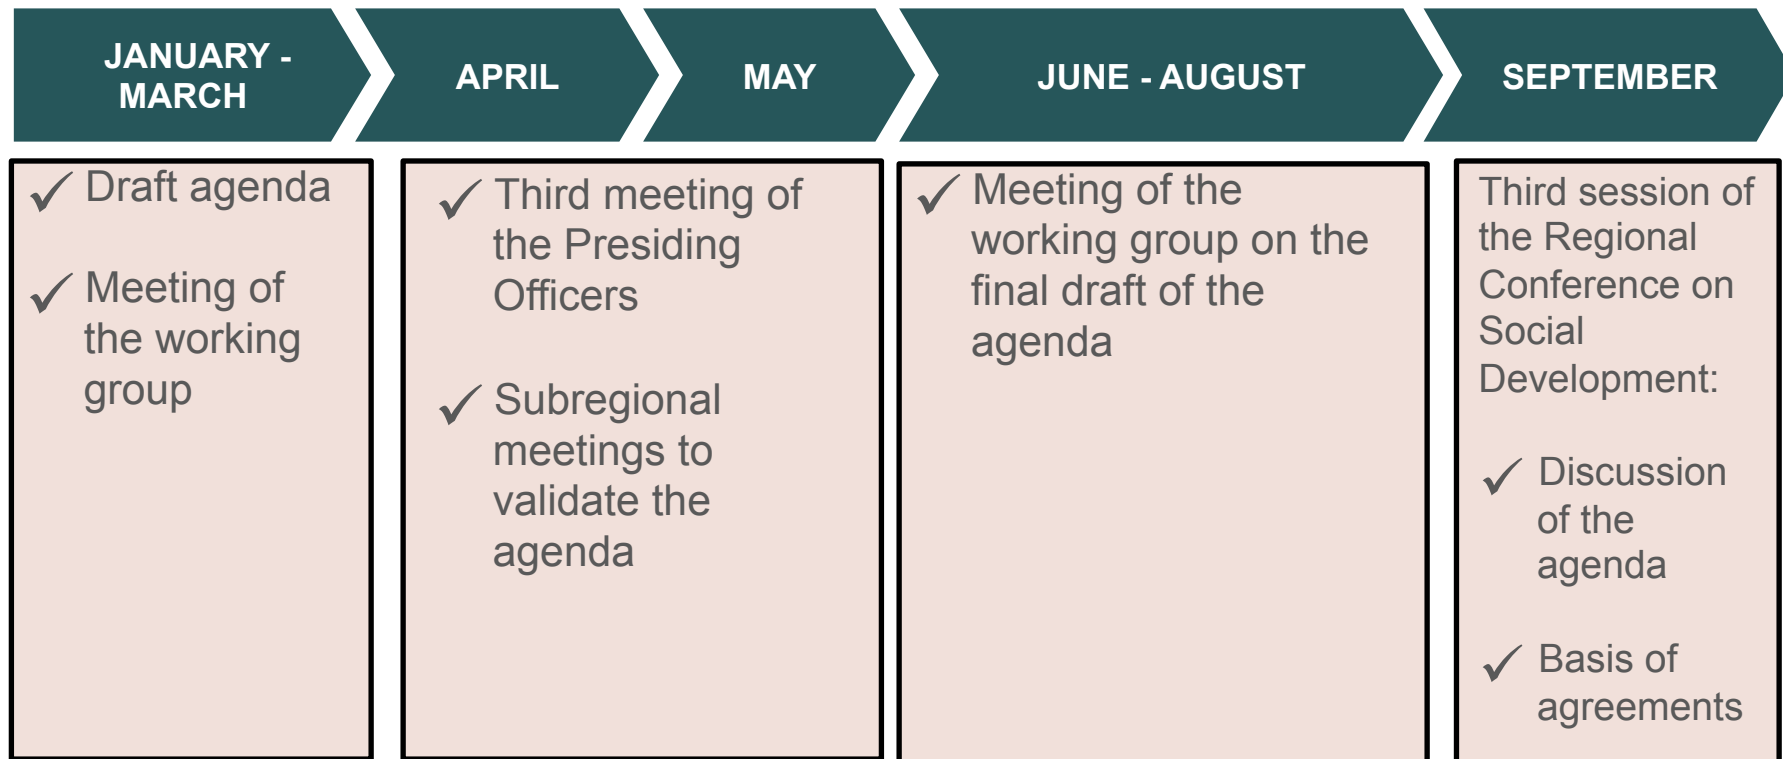 JANUARY -
MARCH
APRIL
MAY
JUNE - AUGUST
SEPTEMBER
✓ Draft agenda
✓ Meeting of
the working
group
✓ Third meeting of
the Presiding
Officers
✓ Subregional
meetings to
validate the
agenda
✓ Meeting of the
working group on the
final draft of the
agenda
Third session of
the Regional
Conference on
Social
Development:
✓ Discussion
of the
agenda
✓ Basis of
agreements